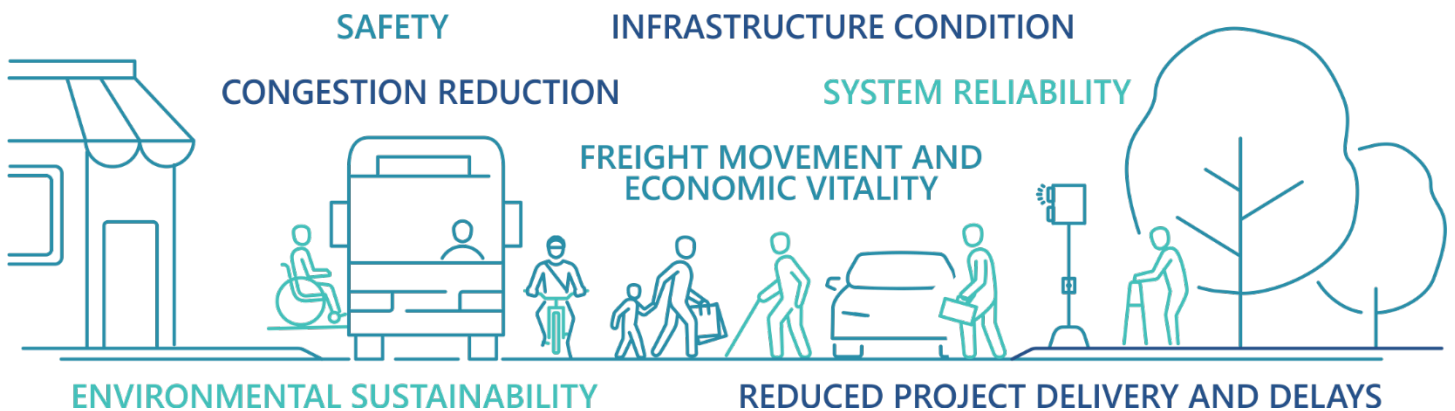 SAFETY
INFRASTRUCTURE CONDITION
CONGESTION REDUCTION
SYSTEM RELIABILITY
FREIGHT MOVEMENT AND
ECONOMIC VITALITY
ENVIRONMENTAL SUSTAINABILITY
REDUCED PROJECT DELIVERY AND DELAYS